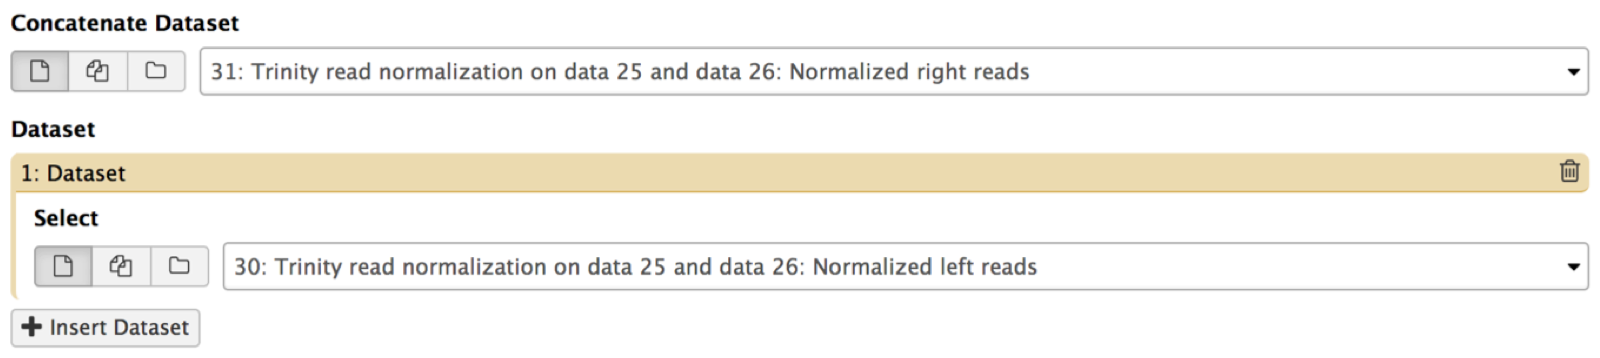 Concatenate Dataset
31: Trinity read normalization on data 25 and data 26: Normalized right reads
Dataset
1: Dataset
Select
30: Trinity read normalization on data 25 and data 26: Normalized left reads
Insert Dataset